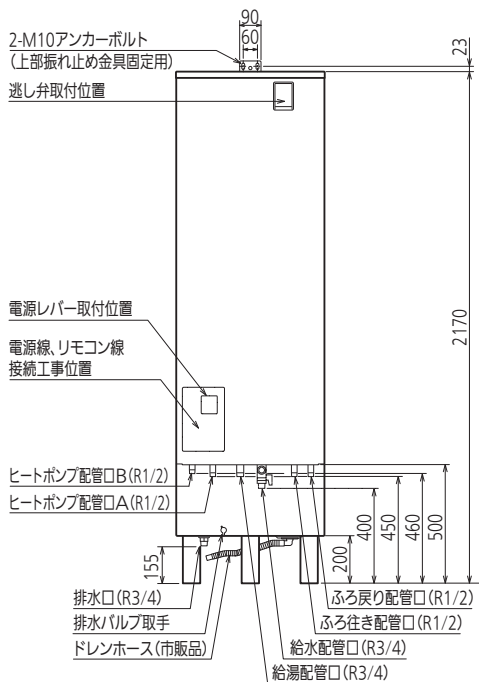 90
60
23
2-M10アンカーボルト
(上部振れ止め金具固定用)
逃し弁取付位置
2170
電源レバー取付位置
電源線、リモコン線
接続工事位置
ヒートポンプ配管口B(R1/2)
ヒートポンプ配管口A(R1/2)
155
200
400
450
460
500
排水口(R3/4)
排水バルブ取手
ドレンホース(市販品)
ふろ戻り配管口(R1/2)
ふろ往き配管口(R1/2)
給水配管口(R3/4)
給湯配管口(R3/4)